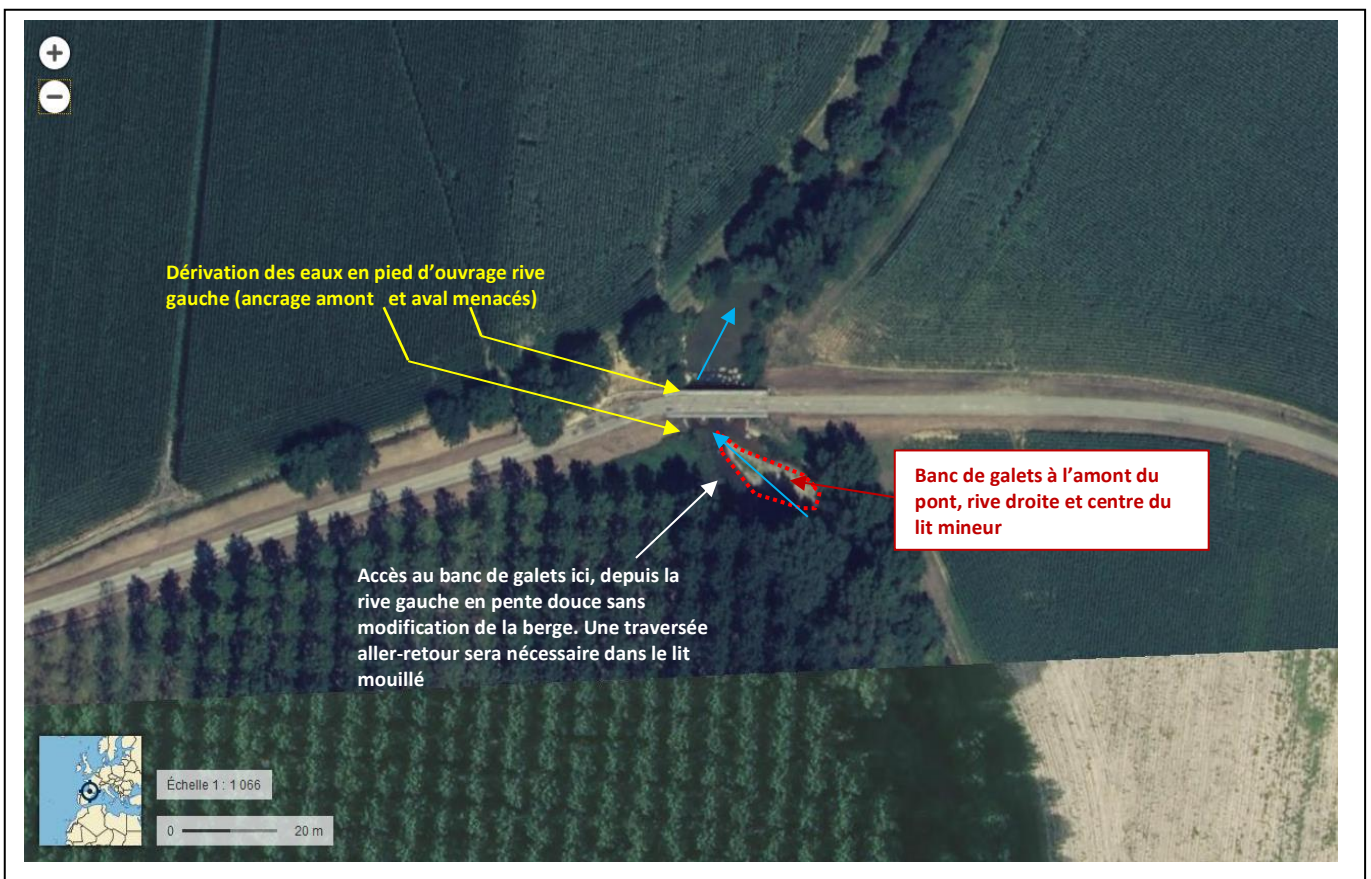 +
−
Dérivation des eaux en pied d’ouvrage rive
gauche (ancrage amont et aval menacés)
Banc de galets à l’amont du
pont, rive droite et centre du
lit mineur
Accès au banc de galets ici, depuis la
rive gauche en pente douce sans
modification de la berge. Une traversée
aller-retour sera nécessaire dans le lit
mouillé
Échelle 1 : 1 066
0 20 m